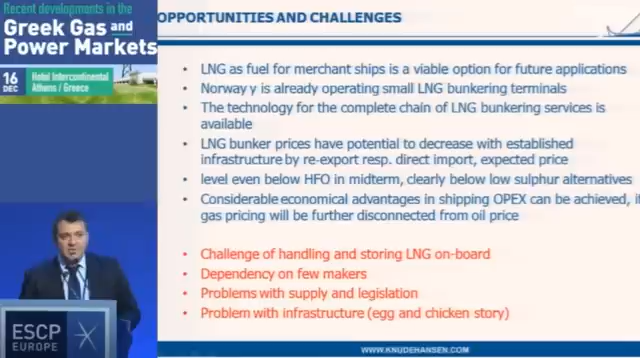 Recent developments in the
Greek Gas and
Power Markets
16
DEC
Hotel Intercontinental
Athens / Greece
OPPORTUNITIES AND CHALLENGES
• LNG as fuel for merchant ships is a viable option for future applications
• Norway y is already operating small LNG bunkering terminals
• The technology for the complete chain of LNG bunkering services is
available
• LNG bunker prices have potential to decrease with established
infrastructure by re-export resp. direct import, expected price
• level even below HFO in midterm, clearly below low sulphur alternatives
• Considerable economical advantages in shipping OPEX can be achieved, i
gas pricing will be further disconnected from oil price
• Challenge of handling and storing LNG on-board
• Dependency on few makers
• Problems with supply and legislation
• Problem with infrastructure (egg and chicken story)
ESCP
EUROPE
WWW.KNUDEHANSEN.COM